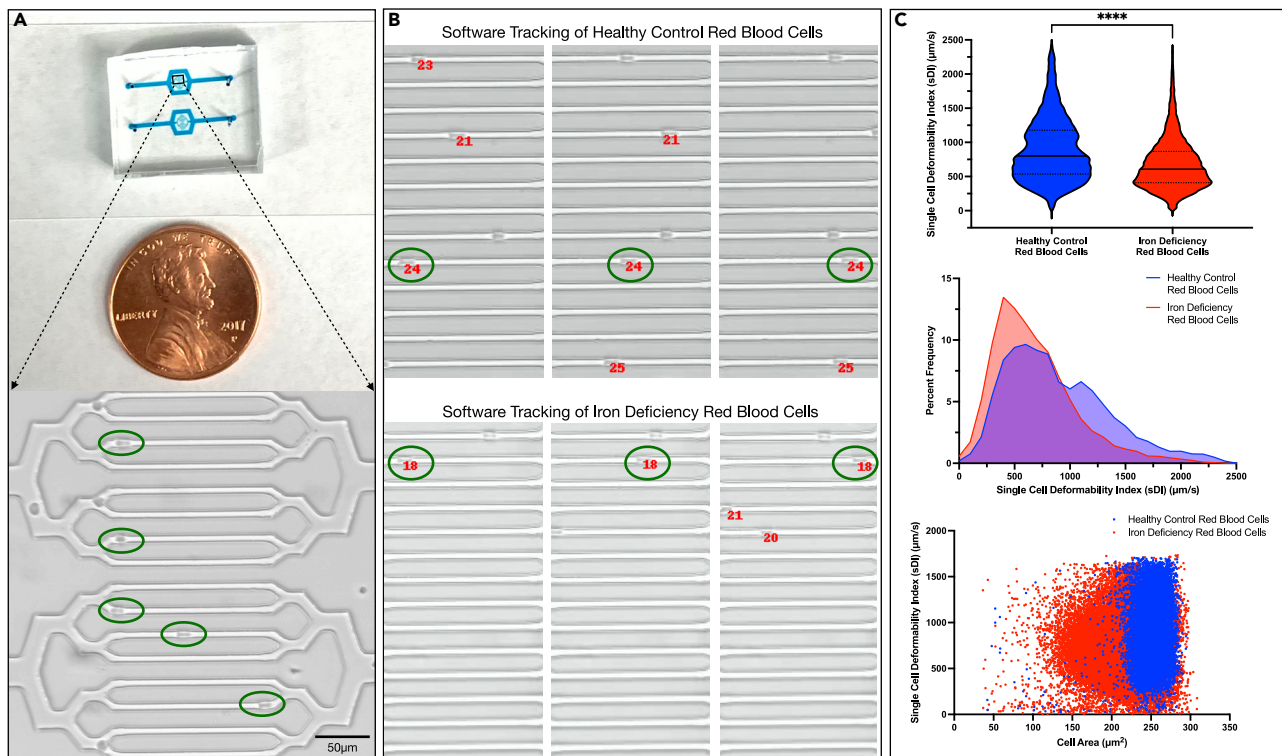 A
IN GOD WE TRUST
LIBERTY
2017
50µm
B
Software Tracking of Healthy Control Red Blood Cells
23
21
21
24
24
24
25
25
Software Tracking of Iron Deficiency Red Blood Cells
18
18
18
21
20
C
****
Single Cell Deformability Index (sDI) (µm/s)
2500
2000
1500
1000
500
0
Healthy Control
Red Blood Cells
Iron Deficiency
Red Blood Cells
Healthy Control
Red Blood Cells
Iron Deficiency
Red Blood Cells
Percent Frequency
15
10
5
0
0
500
1000
1500
2000
2500
Single Cell Deformability Index (sDI) (µm/s)
Healthy Control Red Blood Cells
Iron Deficiency Red Blood Cells
Single Cell Deformability Index (sDI) (µm/s)
2000
1500
1000
500
0
0
50
100
150
200
250
300
350
Cell Area (µm²)